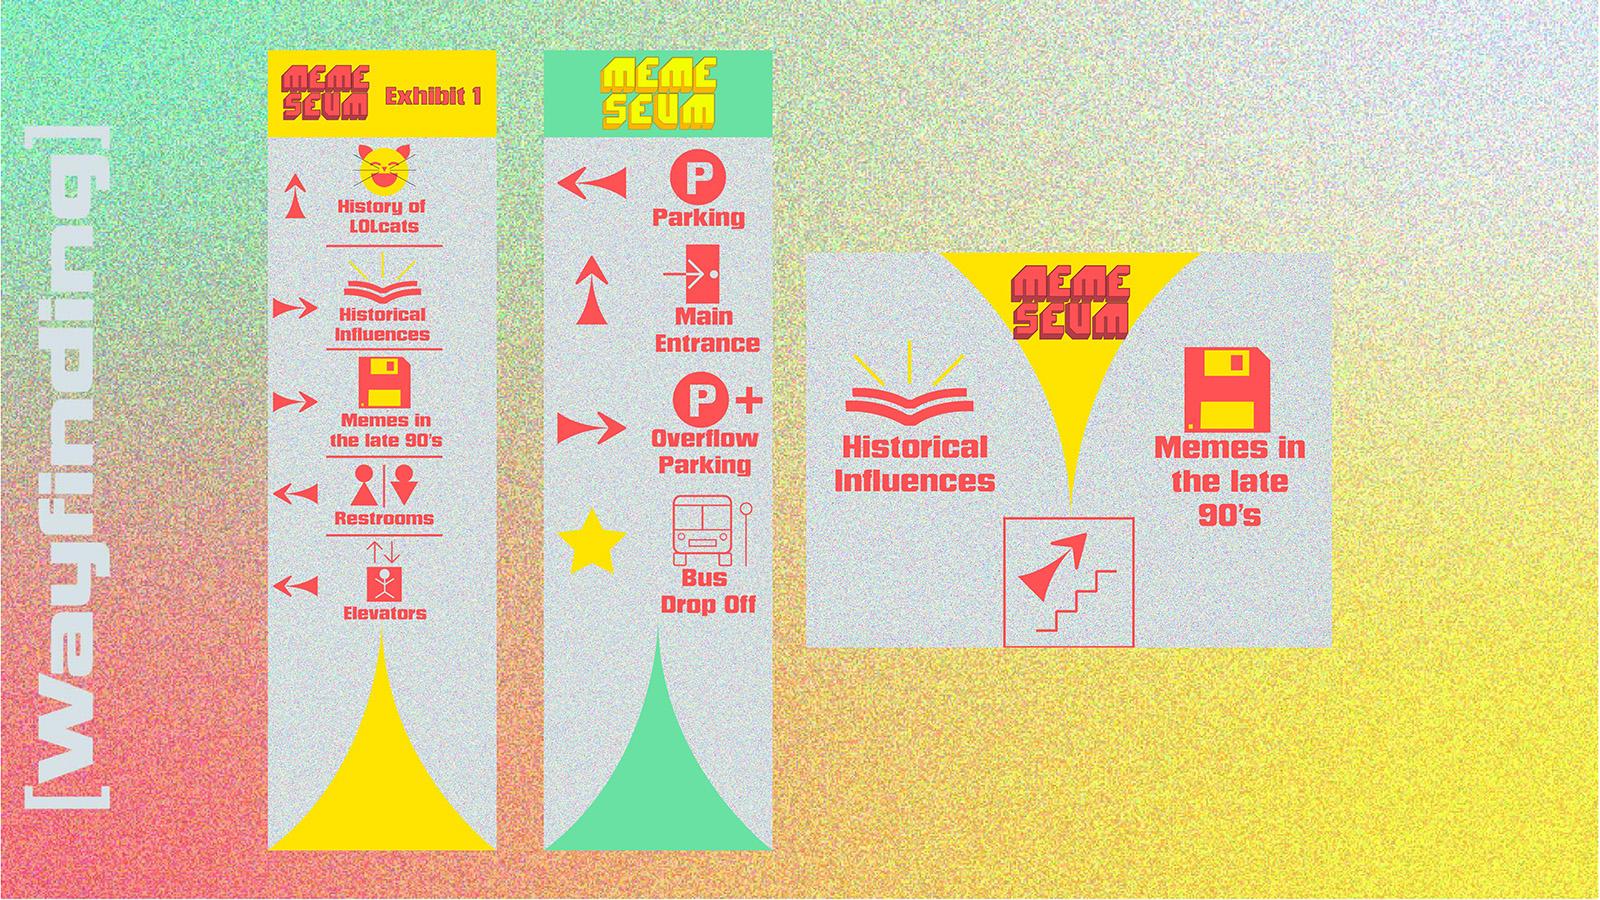 [Wayfinding]
MEME
SEUM
Exhibit 1
History of
LOLcats
Historical
Influences
Memes in
the late 90's
Restrooms
Elevators
MEME
SEUM
P
Parking
Main
Entrance
P+
Overflow
Parking
Bus
Drop Off
MEME
SEUM
Historical
Influences
Memes in
the late
90's